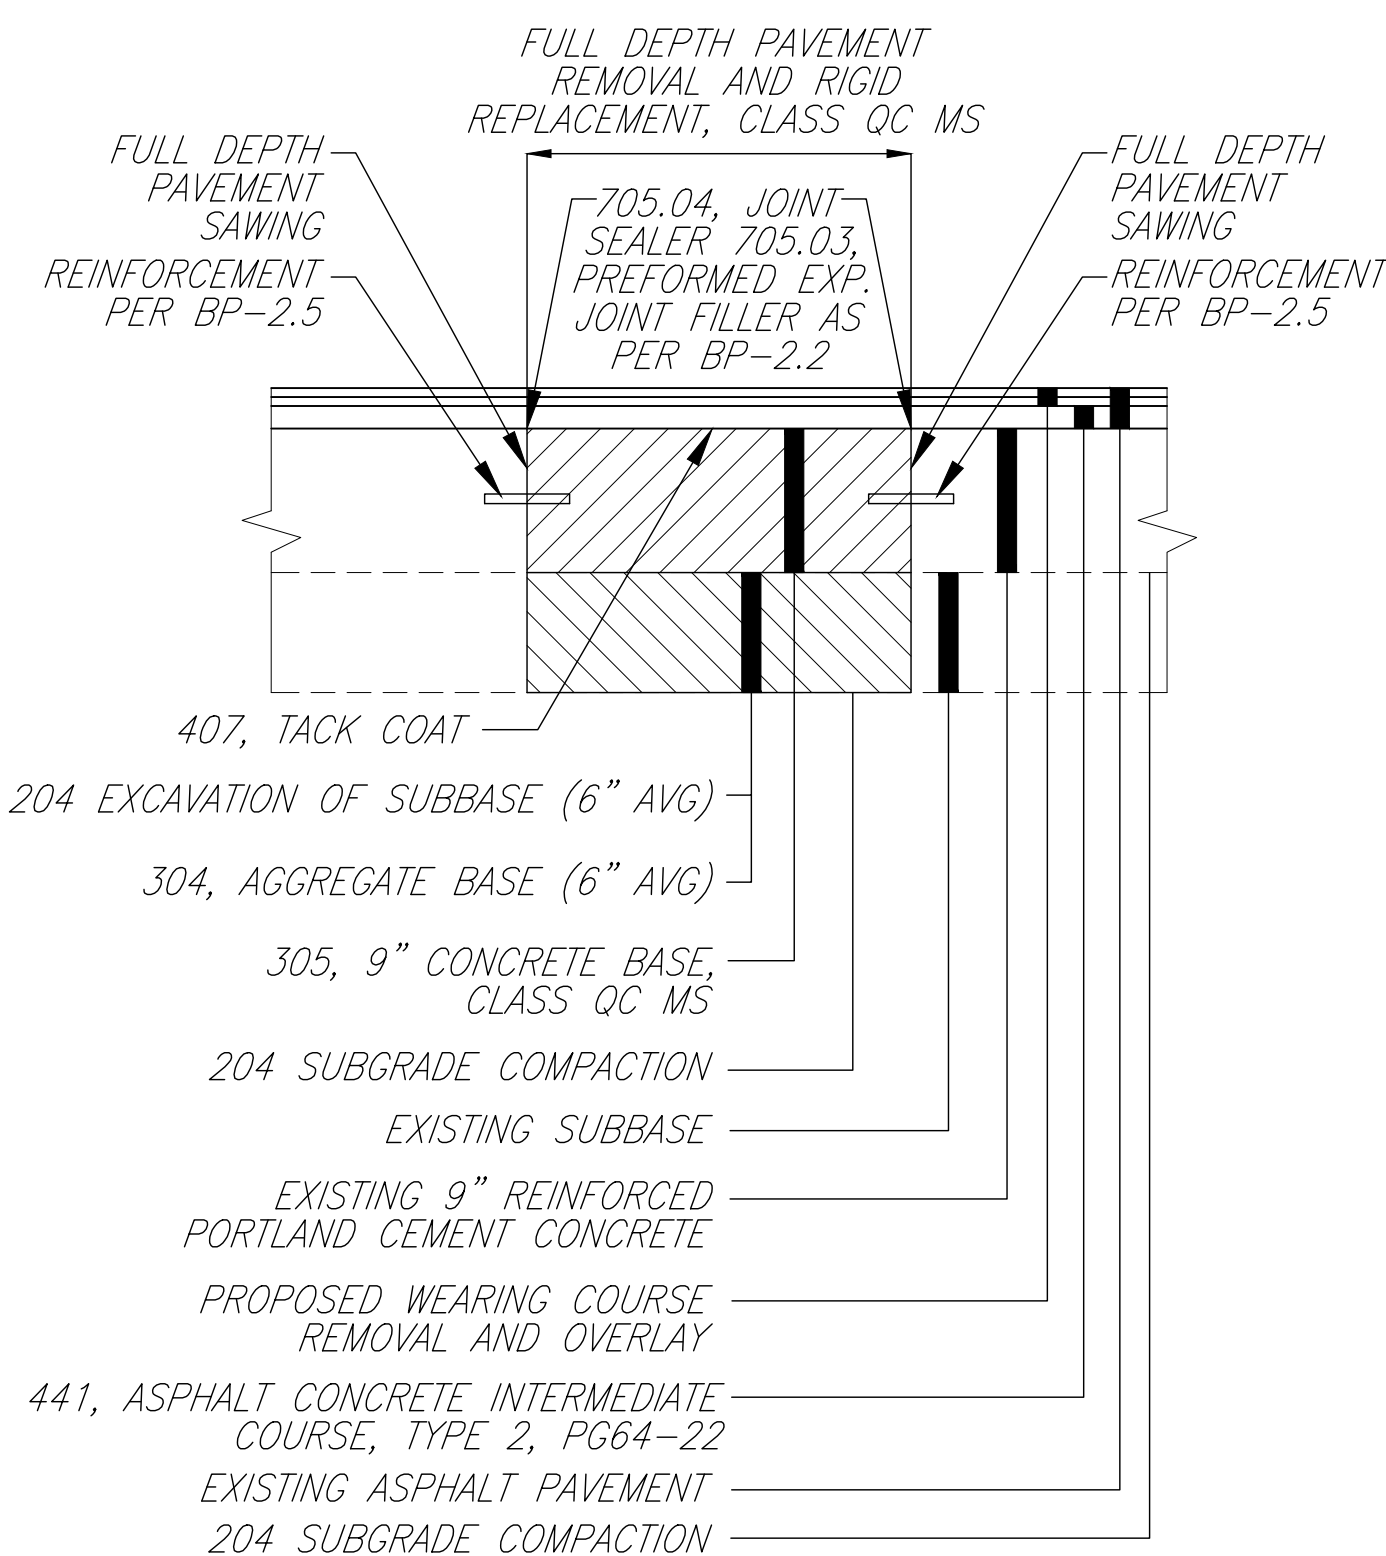 FULL DEPTH PAVEMENT
REMOVAL AND RIGID
REPLACEMENT, CLASS QC MS
FULL DEPTH
PAVEMENT
SAWING
REINFORCEMENT
PER BP-2.5
705.04, JOINT
SEALER 705.03,
PREFORMED EXP.
JOINT FILLER AS
PER BP-2.2
FULL DEPTH
PAVEMENT
SAWING
REINFORCEMENT
PER BP-2.5
407, TACK COAT
204 EXCAVATION OF SUBBASE (6" AVG)
304, AGGREGATE BASE (6" AVG)
305, 9" CONCRETE BASE,
CLASS QC MS
204 SUBGRADE COMPACTION
EXISTING SUBBASE
EXISTING 9" REINFORCED
PORTLAND CEMENT CONCRETE
PROPOSED WEARING COURSE
REMOVAL AND OVERLAY
441, ASPHALT CONCRETE INTERMEDIATE
COURSE, TYPE 2, PG64-22
EXISTING ASPHALT PAVEMENT
204 SUBGRADE COMPACTION